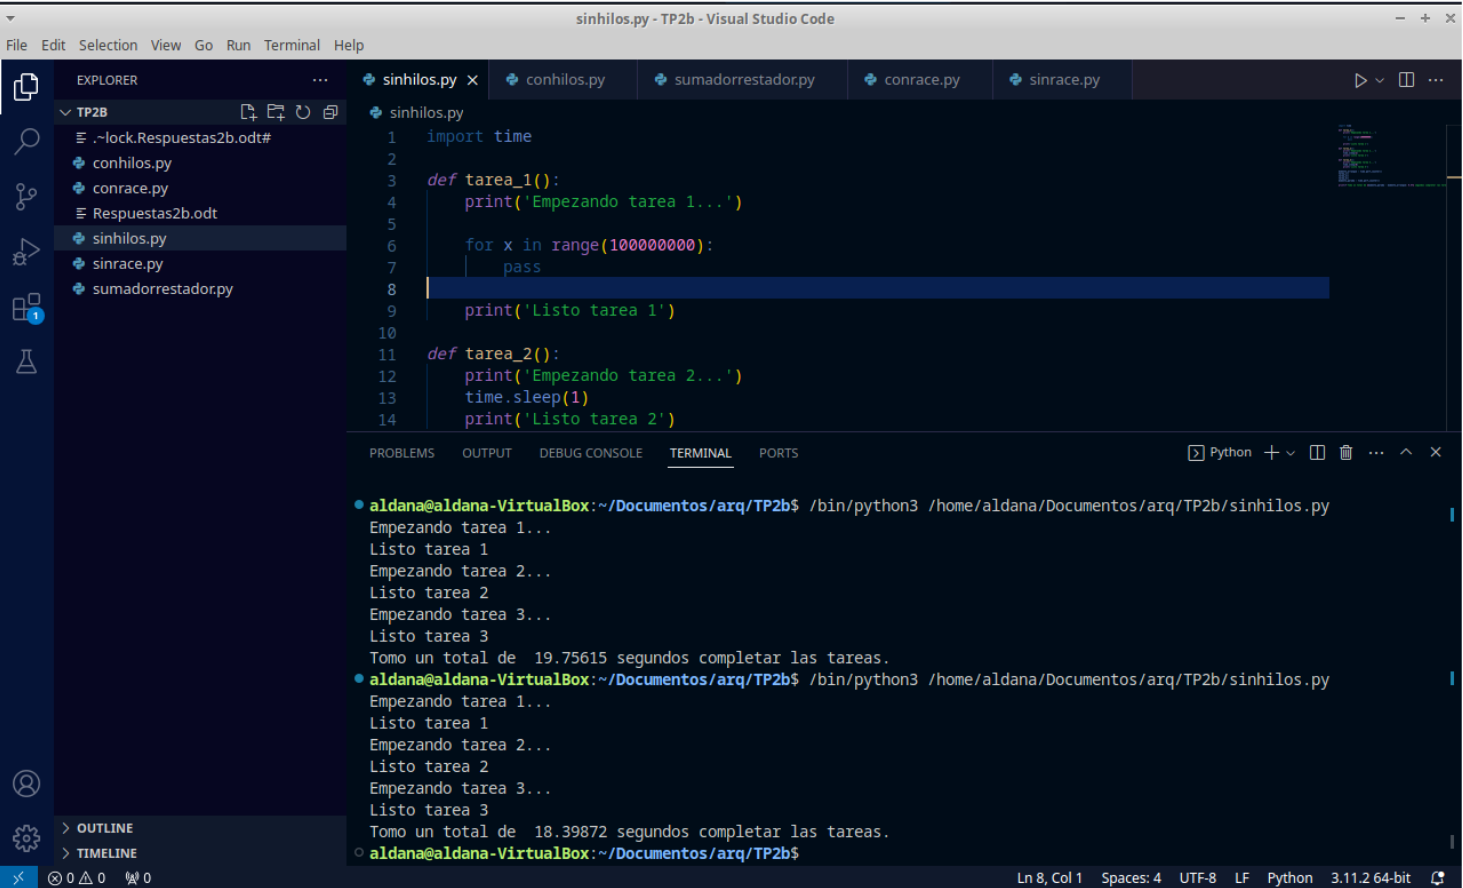 sinhilos.py - TP2b - Visual Studio Code
File Edit Selection View Go Run Terminal Help
EXPLORER
TP2B
.~lock.Respuestas2b.odt#
conhilos.py
conrace.py
Respuestas2b.odt
sinhilos.py
sinrace.py
sumadorrestador.py
OUTLINE
TIMELINE
1
sinhilos.py conhilos.py sumadorrestador.py conrace.py sinrace.py
sinhilos.py
1 import time
2
3 def tarea_1():
4 print('Empezando tarea 1...')
5
6 for x in range(100000000):
7 pass
8
9 print('Listo tarea 1')
10
11 def tarea_2():
12 print('Empezando tarea 2...')
13 time.sleep(1)
14 print('Listo tarea 2')
PROBLEMS OUTPUT DEBUG CONSOLE TERMINAL PORTS
Python
aldana@aldana-VirtualBox:~/Documentos/arq/TP2b$ /bin/python3 /home/aldana/Documentos/arq/TP2b/sinhilos.py
Empezando tarea 1...
Listo tarea 1
Empezando tarea 2...
Listo tarea 2
Empezando tarea 3...
Listo tarea 3
Tomo un total de  19.75615 segundos completar las tareas.
aldana@aldana-VirtualBox:~/Documentos/arq/TP2b$ /bin/python3 /home/aldana/Documentos/arq/TP2b/sinhilos.py
Empezando tarea 1...
Listo tarea 1
Empezando tarea 2...
Listo tarea 2
Empezando tarea 3...
Listo tarea 3
Tomo un total de  18.39872 segundos completar las tareas.
aldana@aldana-VirtualBox:~/Documentos/arq/TP2b$
0 0 0 Ln 8, Col 1 Spaces: 4 UTF-8 LF Python 3.11.2 64-bit